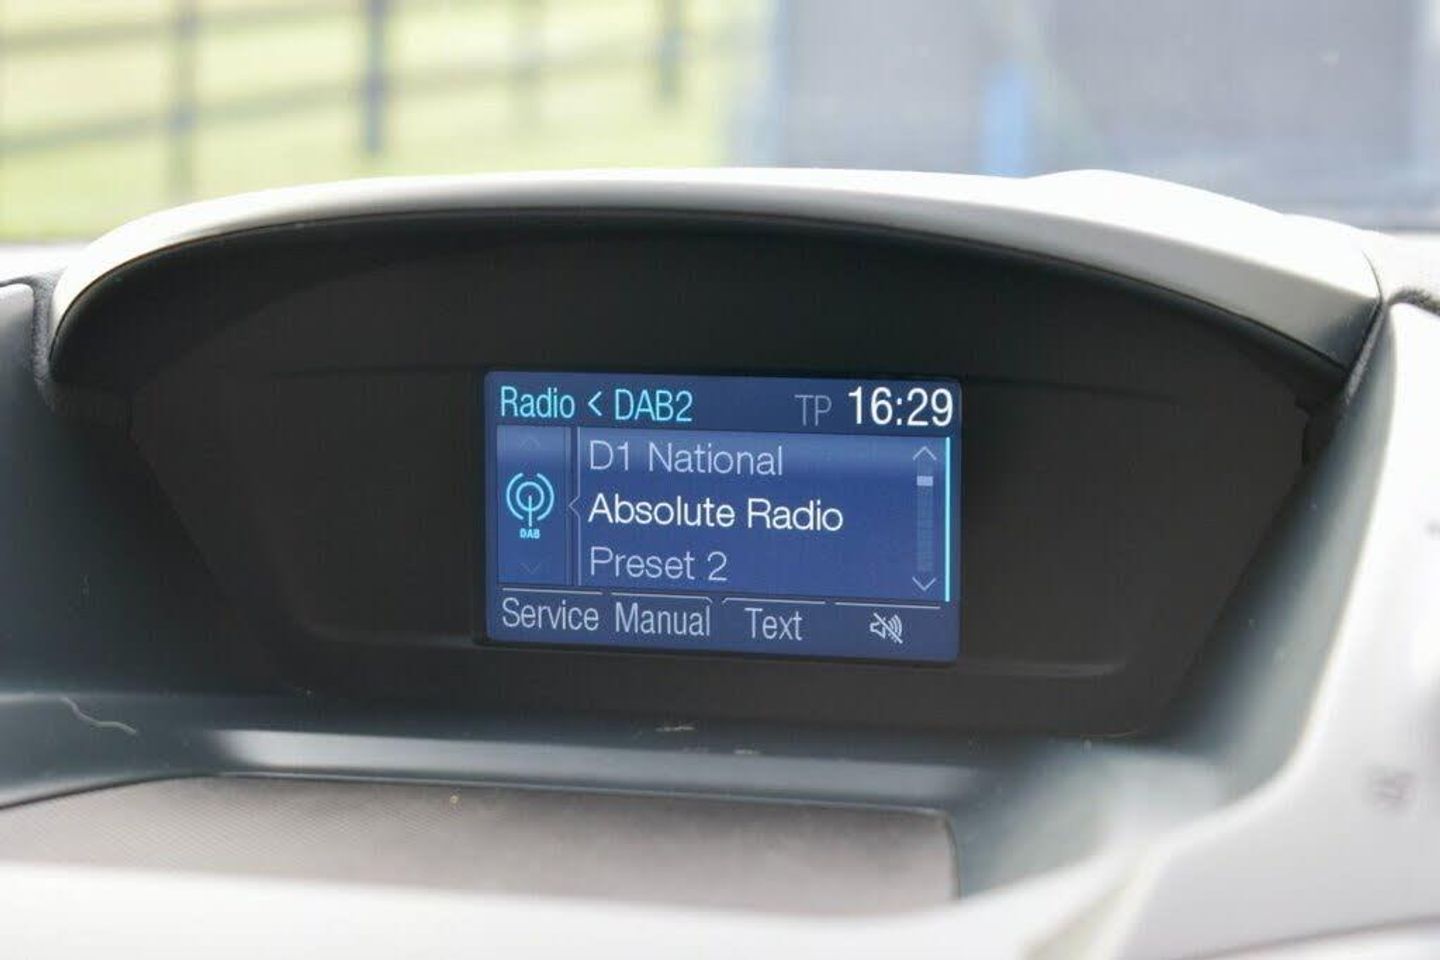 Radio < DAB2 TP 16:29
D1 National
Absolute Radio
DAB
Preset 2
Service Manual Text